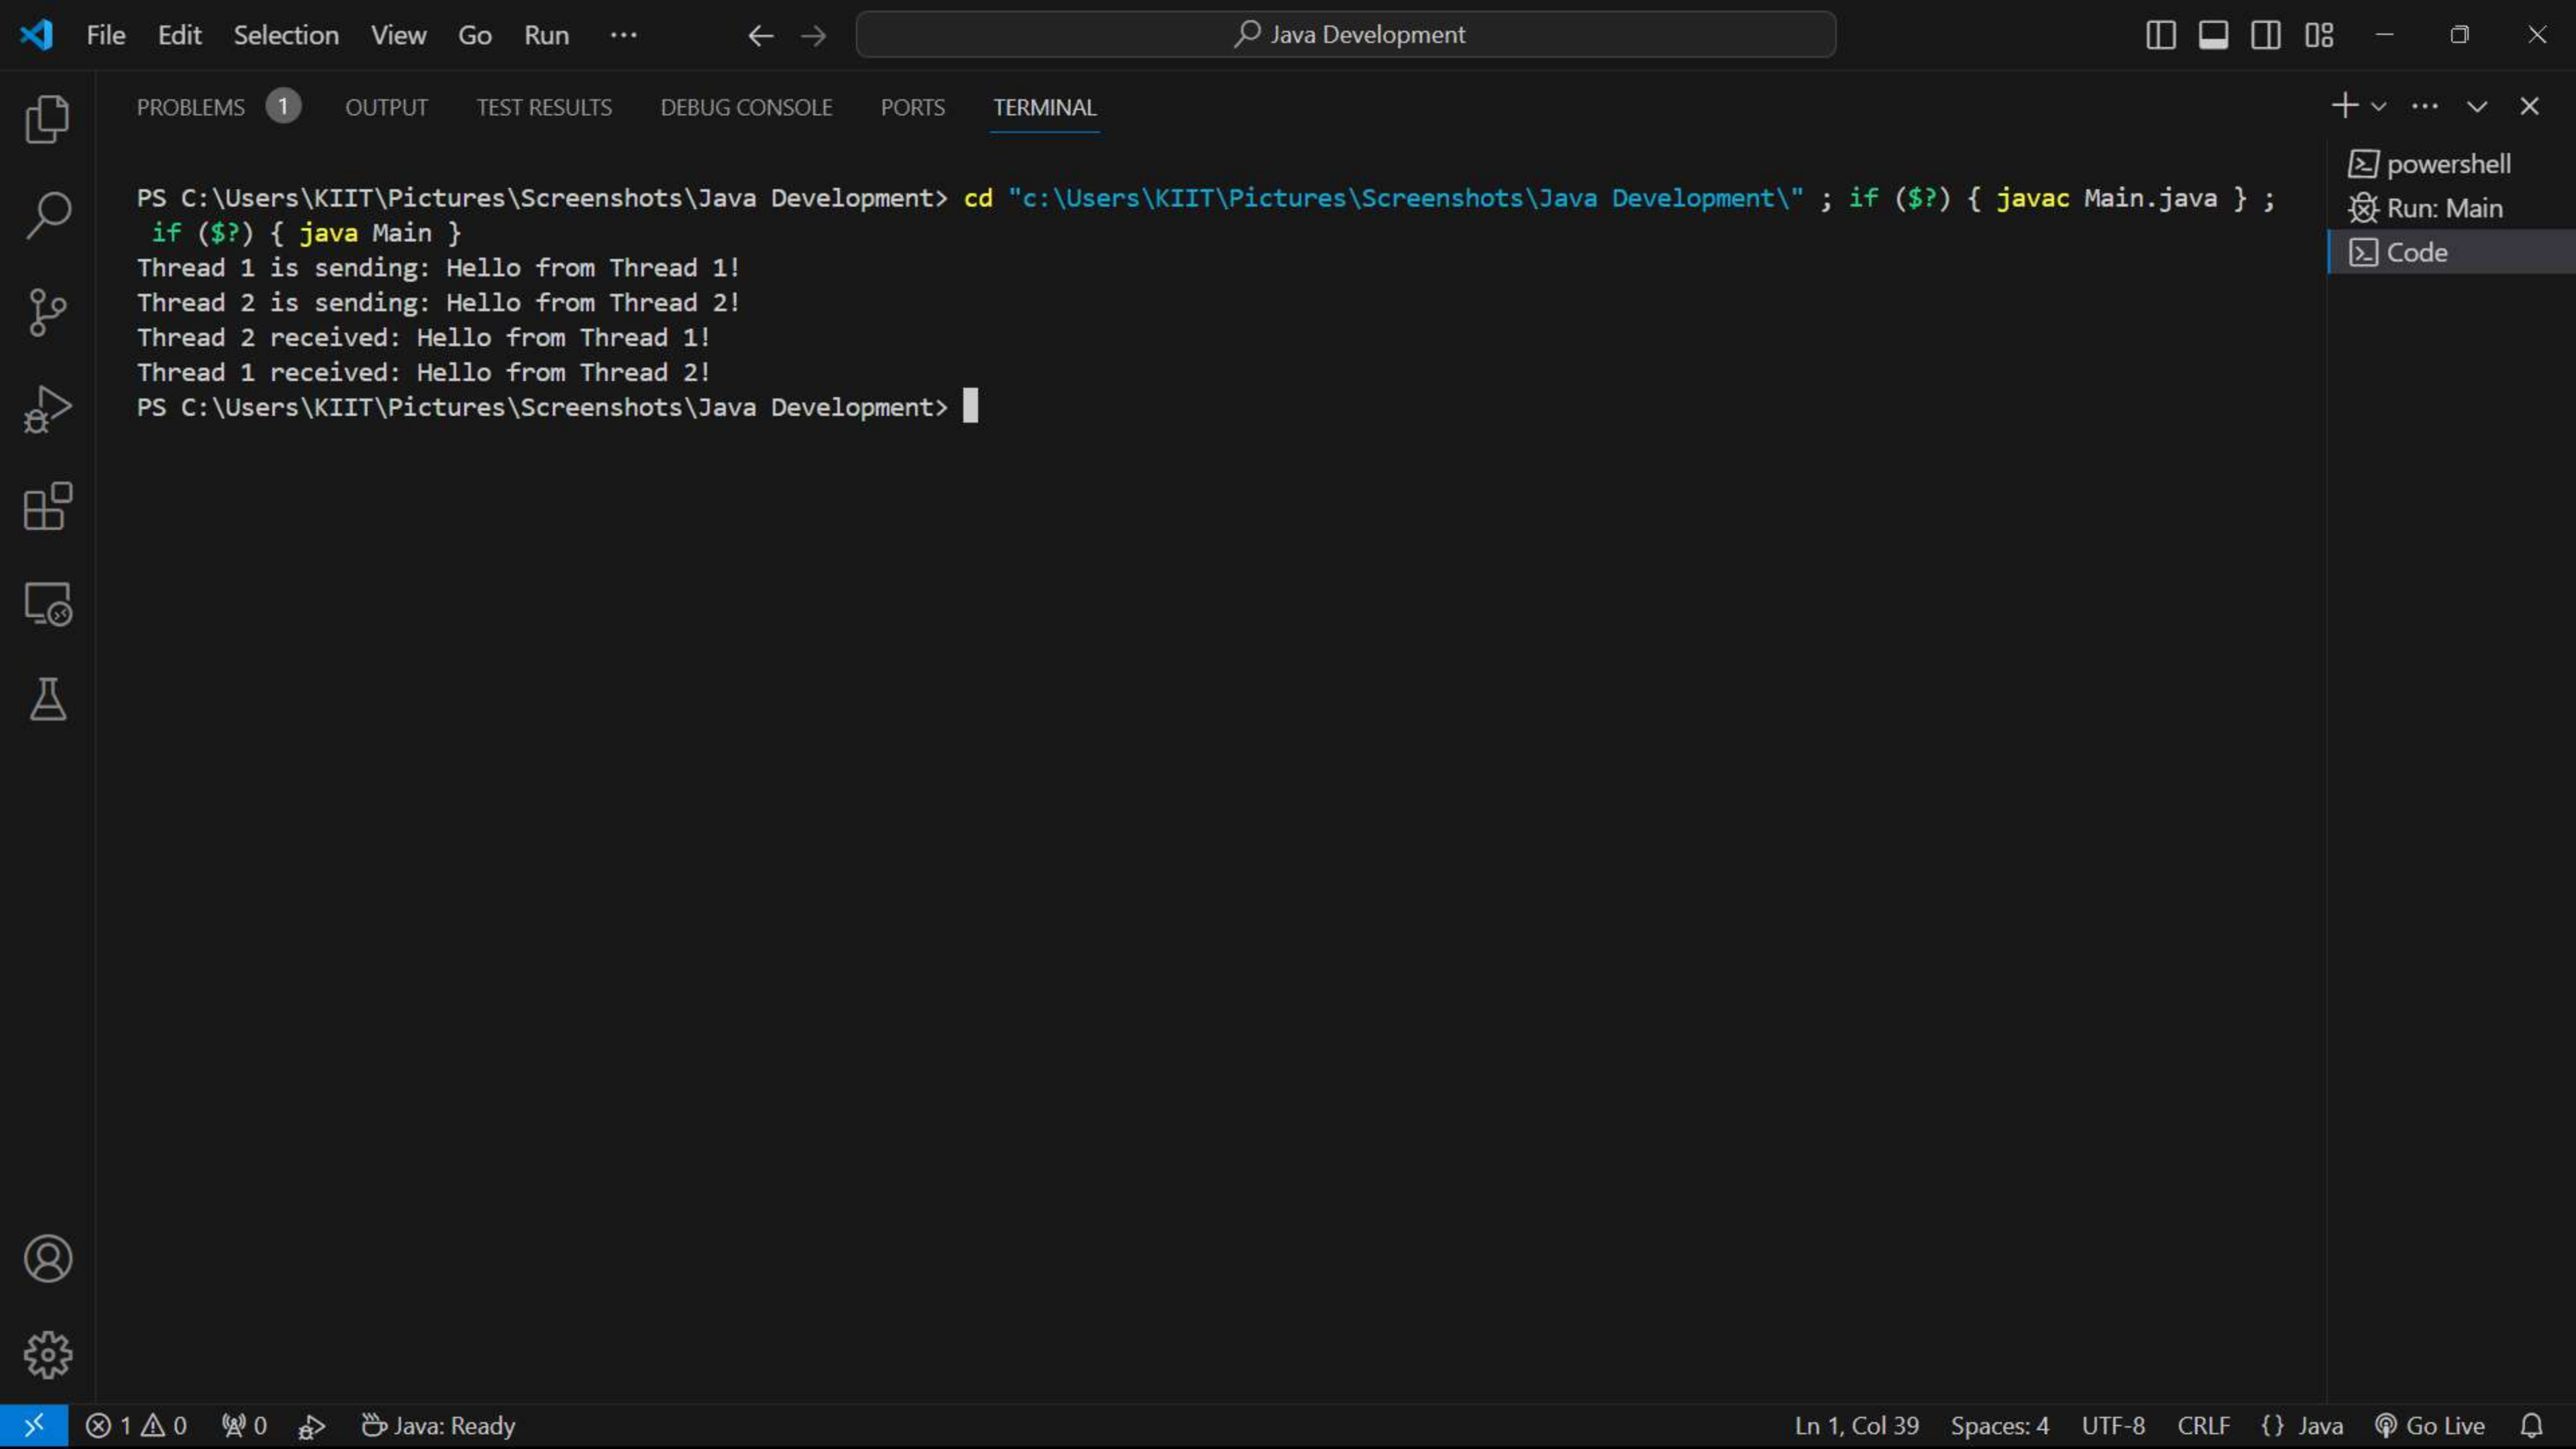 File Edit Selection View Go Run ··· Java Development
PROBLEMS 1 OUTPUT TEST RESULTS DEBUG CONSOLE PORTS TERMINAL
PS C:\Users\KIIT\Pictures\Screenshots\Java Development> cd "c:\Users\KIIT\Pictures\Screenshots\Java Development\" ; if ($?) { javac Main.java } ;
if ($?) { java Main }
Thread 1 is sending: Hello from Thread 1!
Thread 2 is sending: Hello from Thread 2!
Thread 2 received: Hello from Thread 1!
Thread 1 received: Hello from Thread 2!
PS C:\Users\KIIT\Pictures\Screenshots\Java Development>
powershell
Run: Main
Code
1 0 0 Java: Ready Ln 1, Col 39 Spaces: 4 UTF-8 CRLF {} Java Go Live